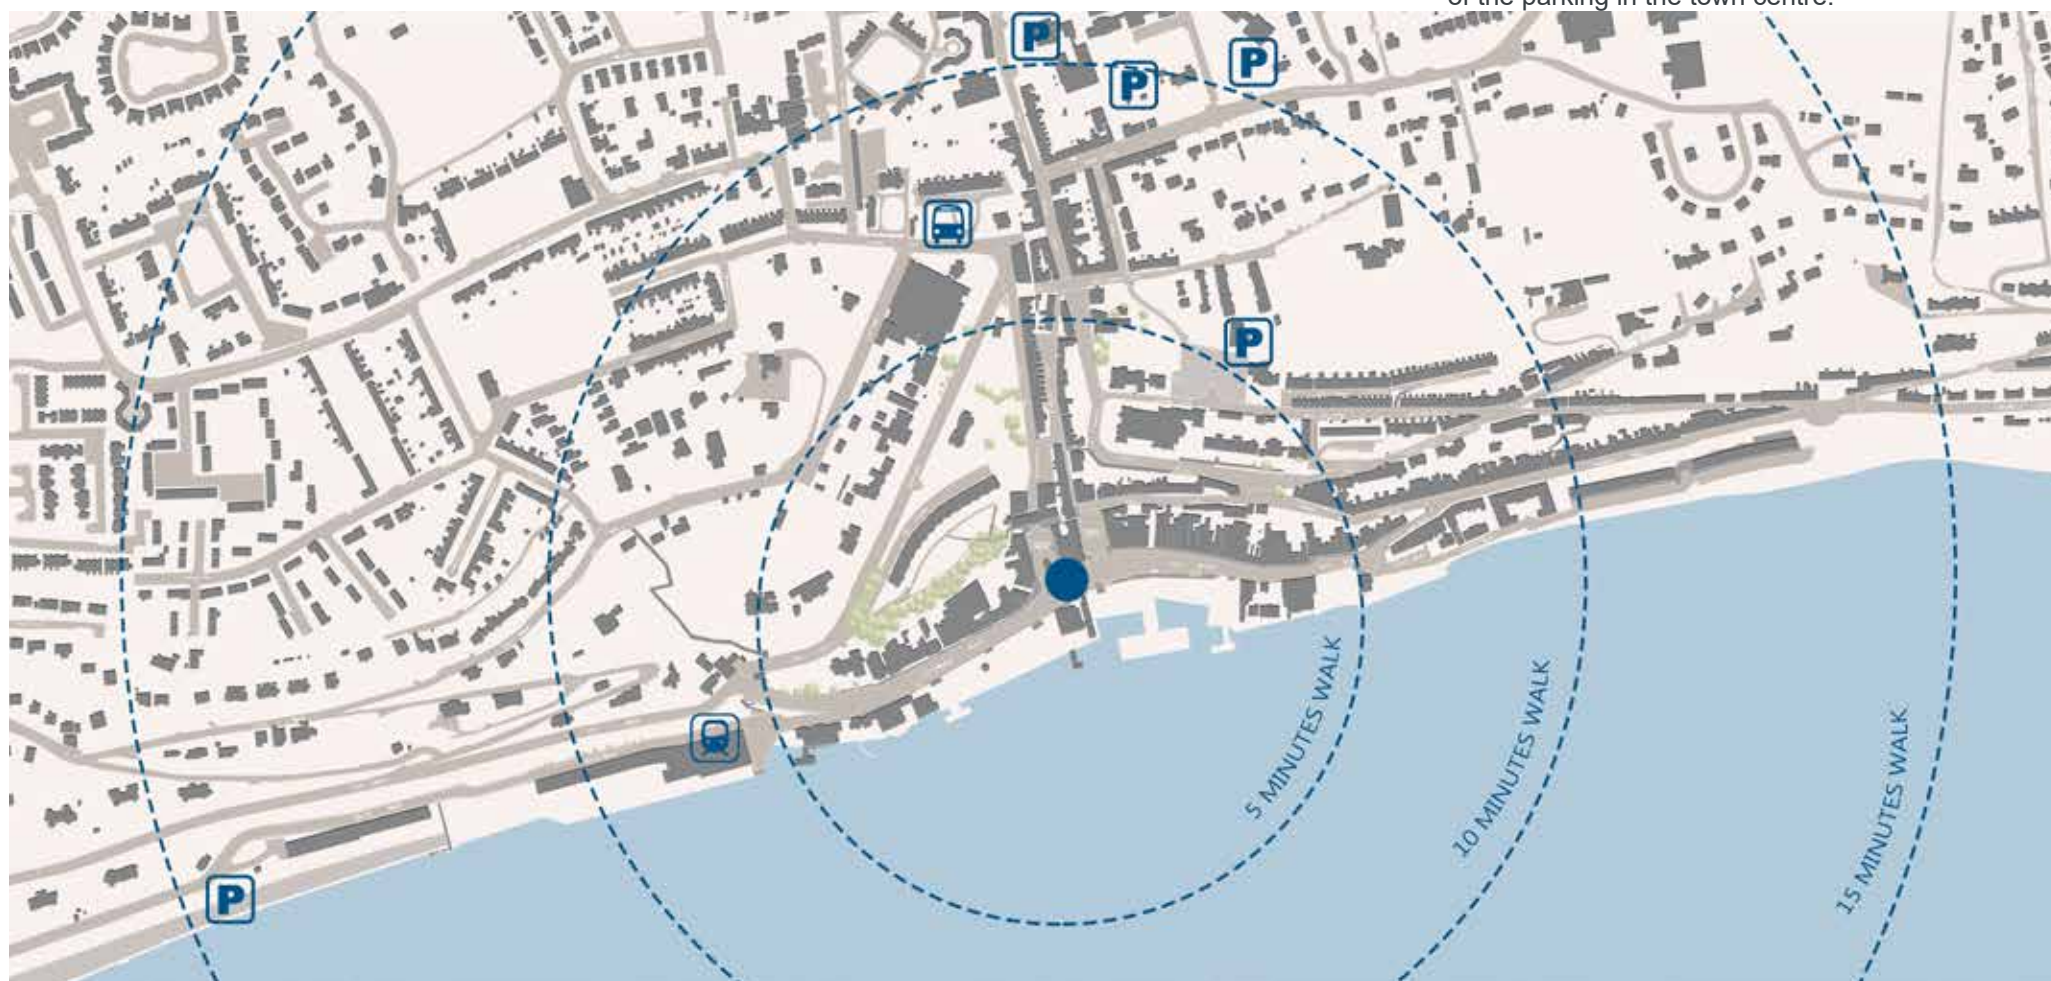 of the parking in the town centre.
P
P
P
P
5 MINUTES WALK
10 MINUTES WALK
15 MINUTES WALK
P